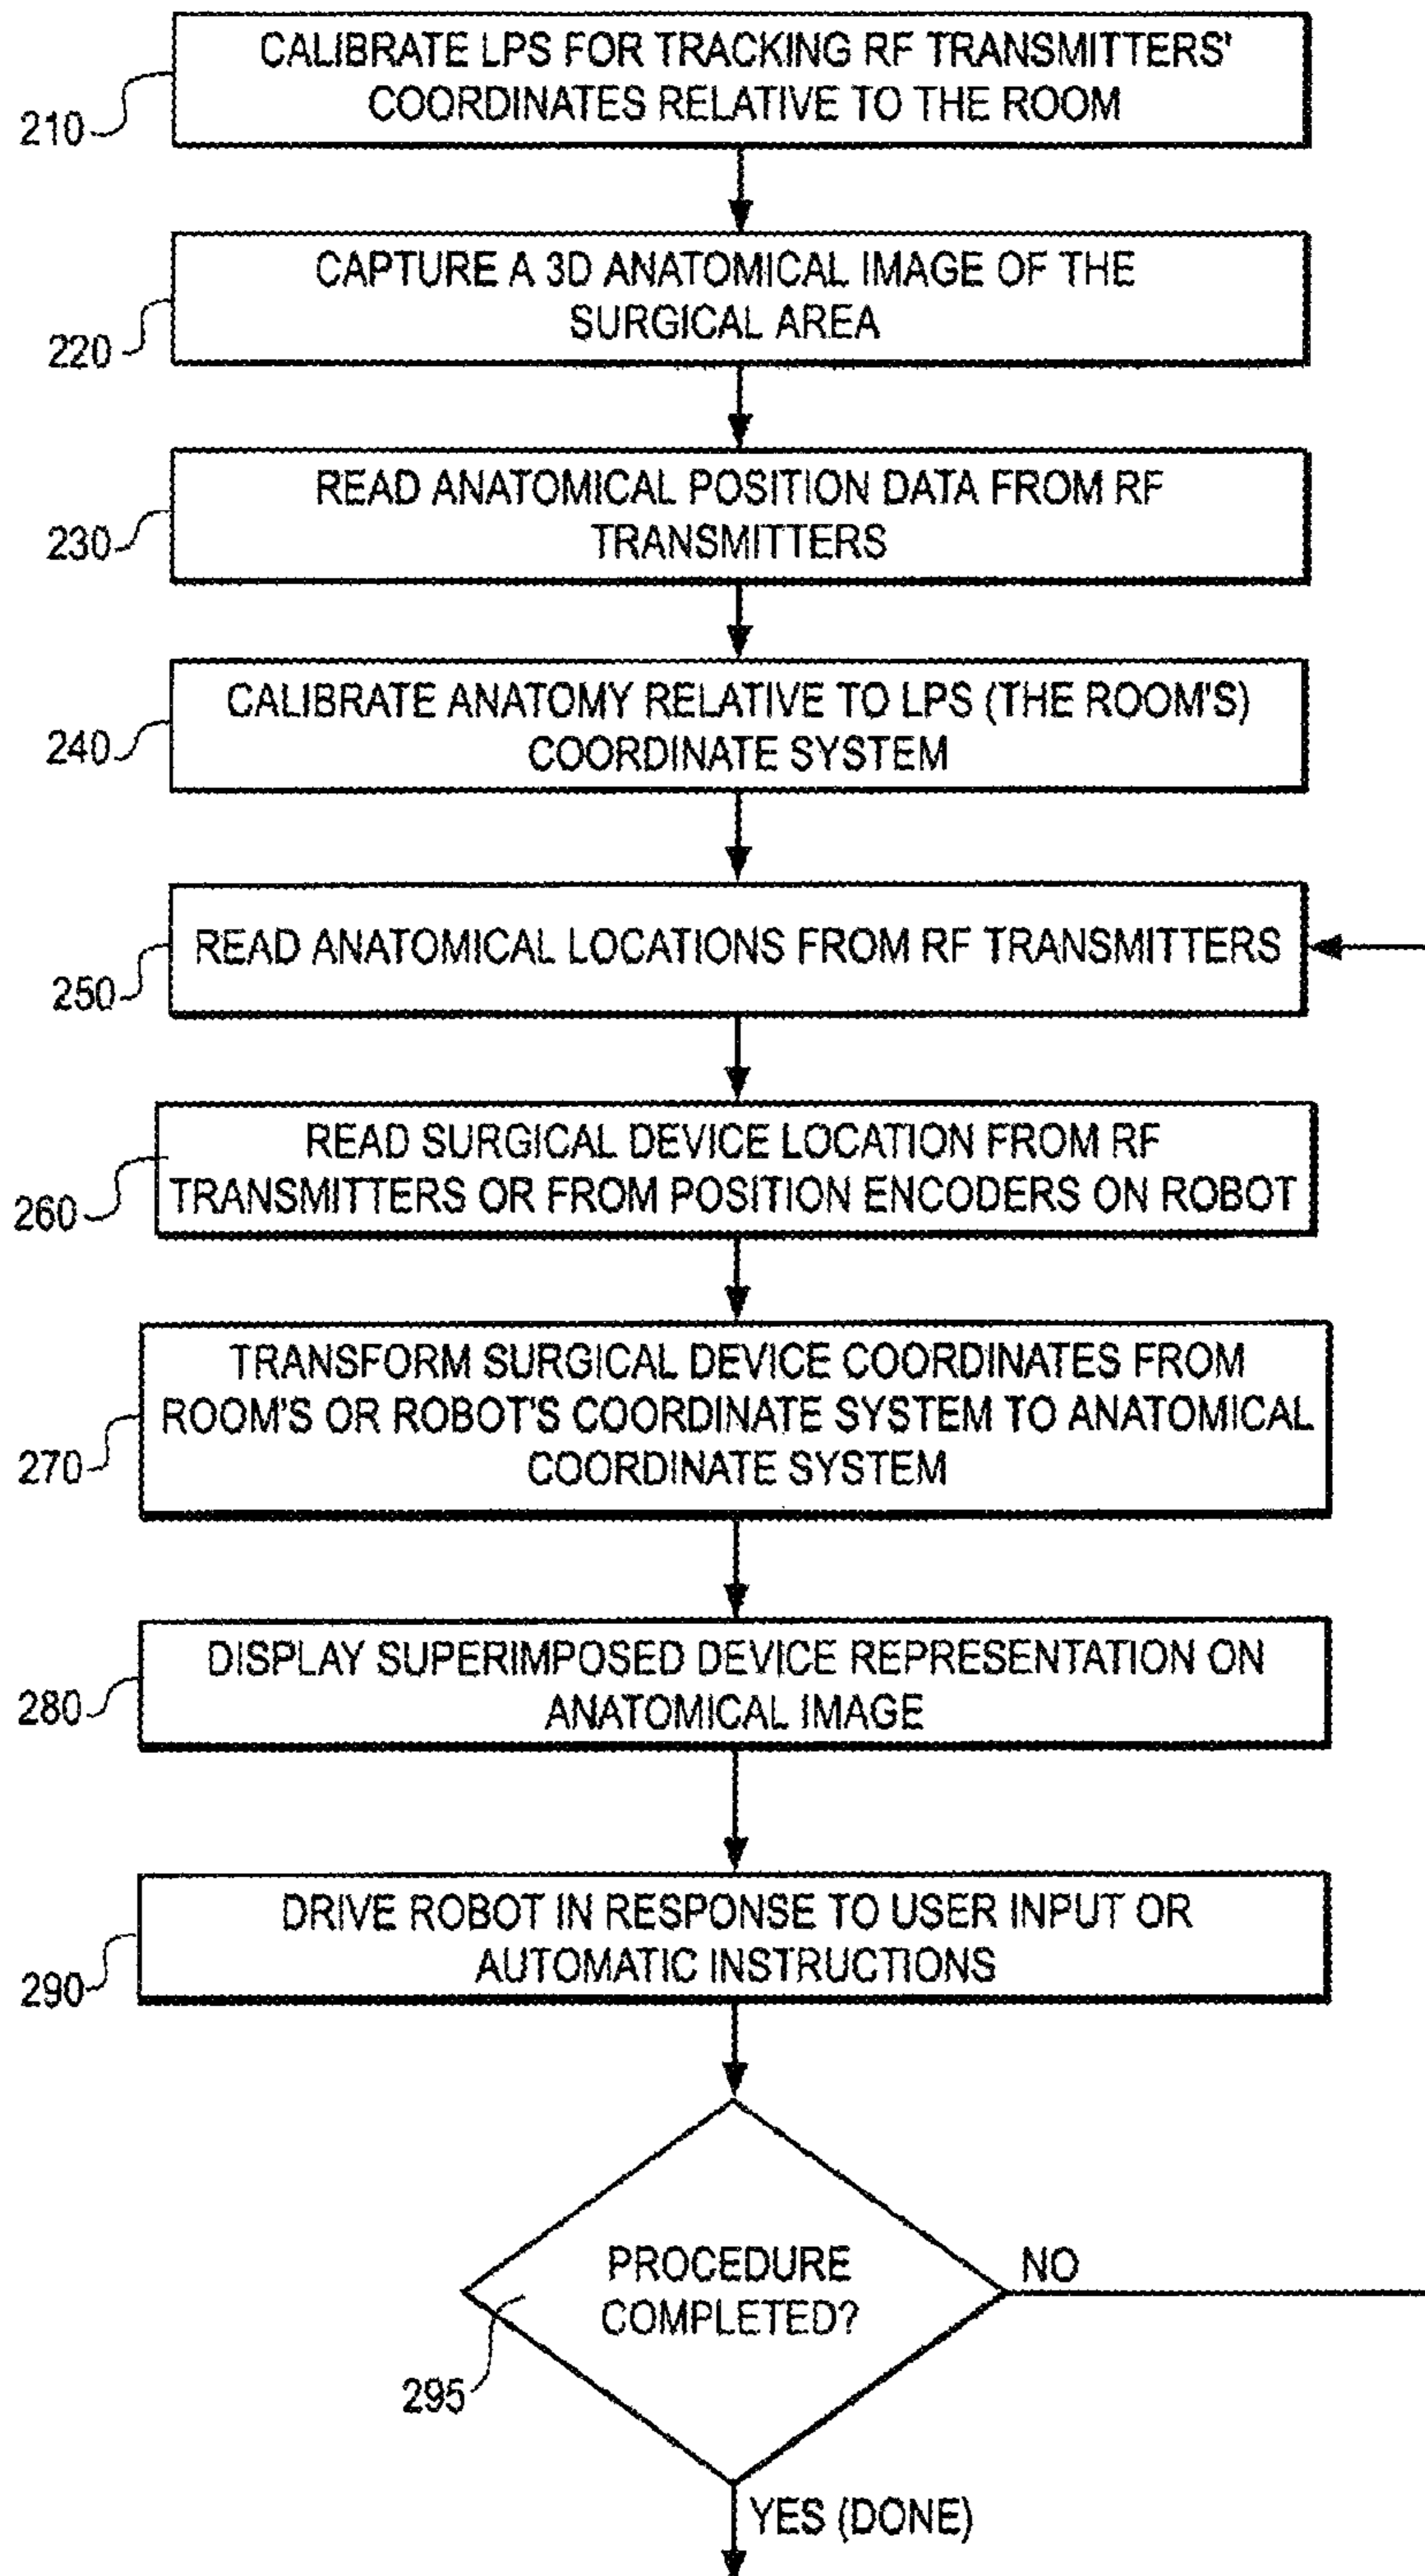 CALIBRATE LPS FOR TRACKING RF TRANSMITTERS'
COORDINATES RELATIVE TO THE ROOM
210
CAPTURE A 3D ANATOMICAL IMAGE OF THE
SURGICAL AREA
220
READ ANATOMICAL POSITION DATA FROM RF
TRANSMITTERS
230
CALIBRATE ANATOMY RELATIVE TO LPS (THE ROOM'S)
COORDINATE SYSTEM
240
READ ANATOMICAL LOCATIONS FROM RF TRANSMITTERS
250
READ SURGICAL DEVICE LOCATION FROM RF
TRANSMITTERS OR FROM POSITION ENCODERS ON ROBOT
260
TRANSFORM SURGICAL DEVICE COORDINATES FROM
ROOM'S OR ROBOT'S COORDINATE SYSTEM TO ANATOMICAL
COORDINATE SYSTEM
270
DISPLAY SUPERIMPOSED DEVICE REPRESENTATION ON
ANATOMICAL IMAGE
280
DRIVE ROBOT IN RESPONSE TO USER INPUT OR
AUTOMATIC INSTRUCTIONS
290
PROCEDURE
COMPLETED?
NO
295
YES (DONE)